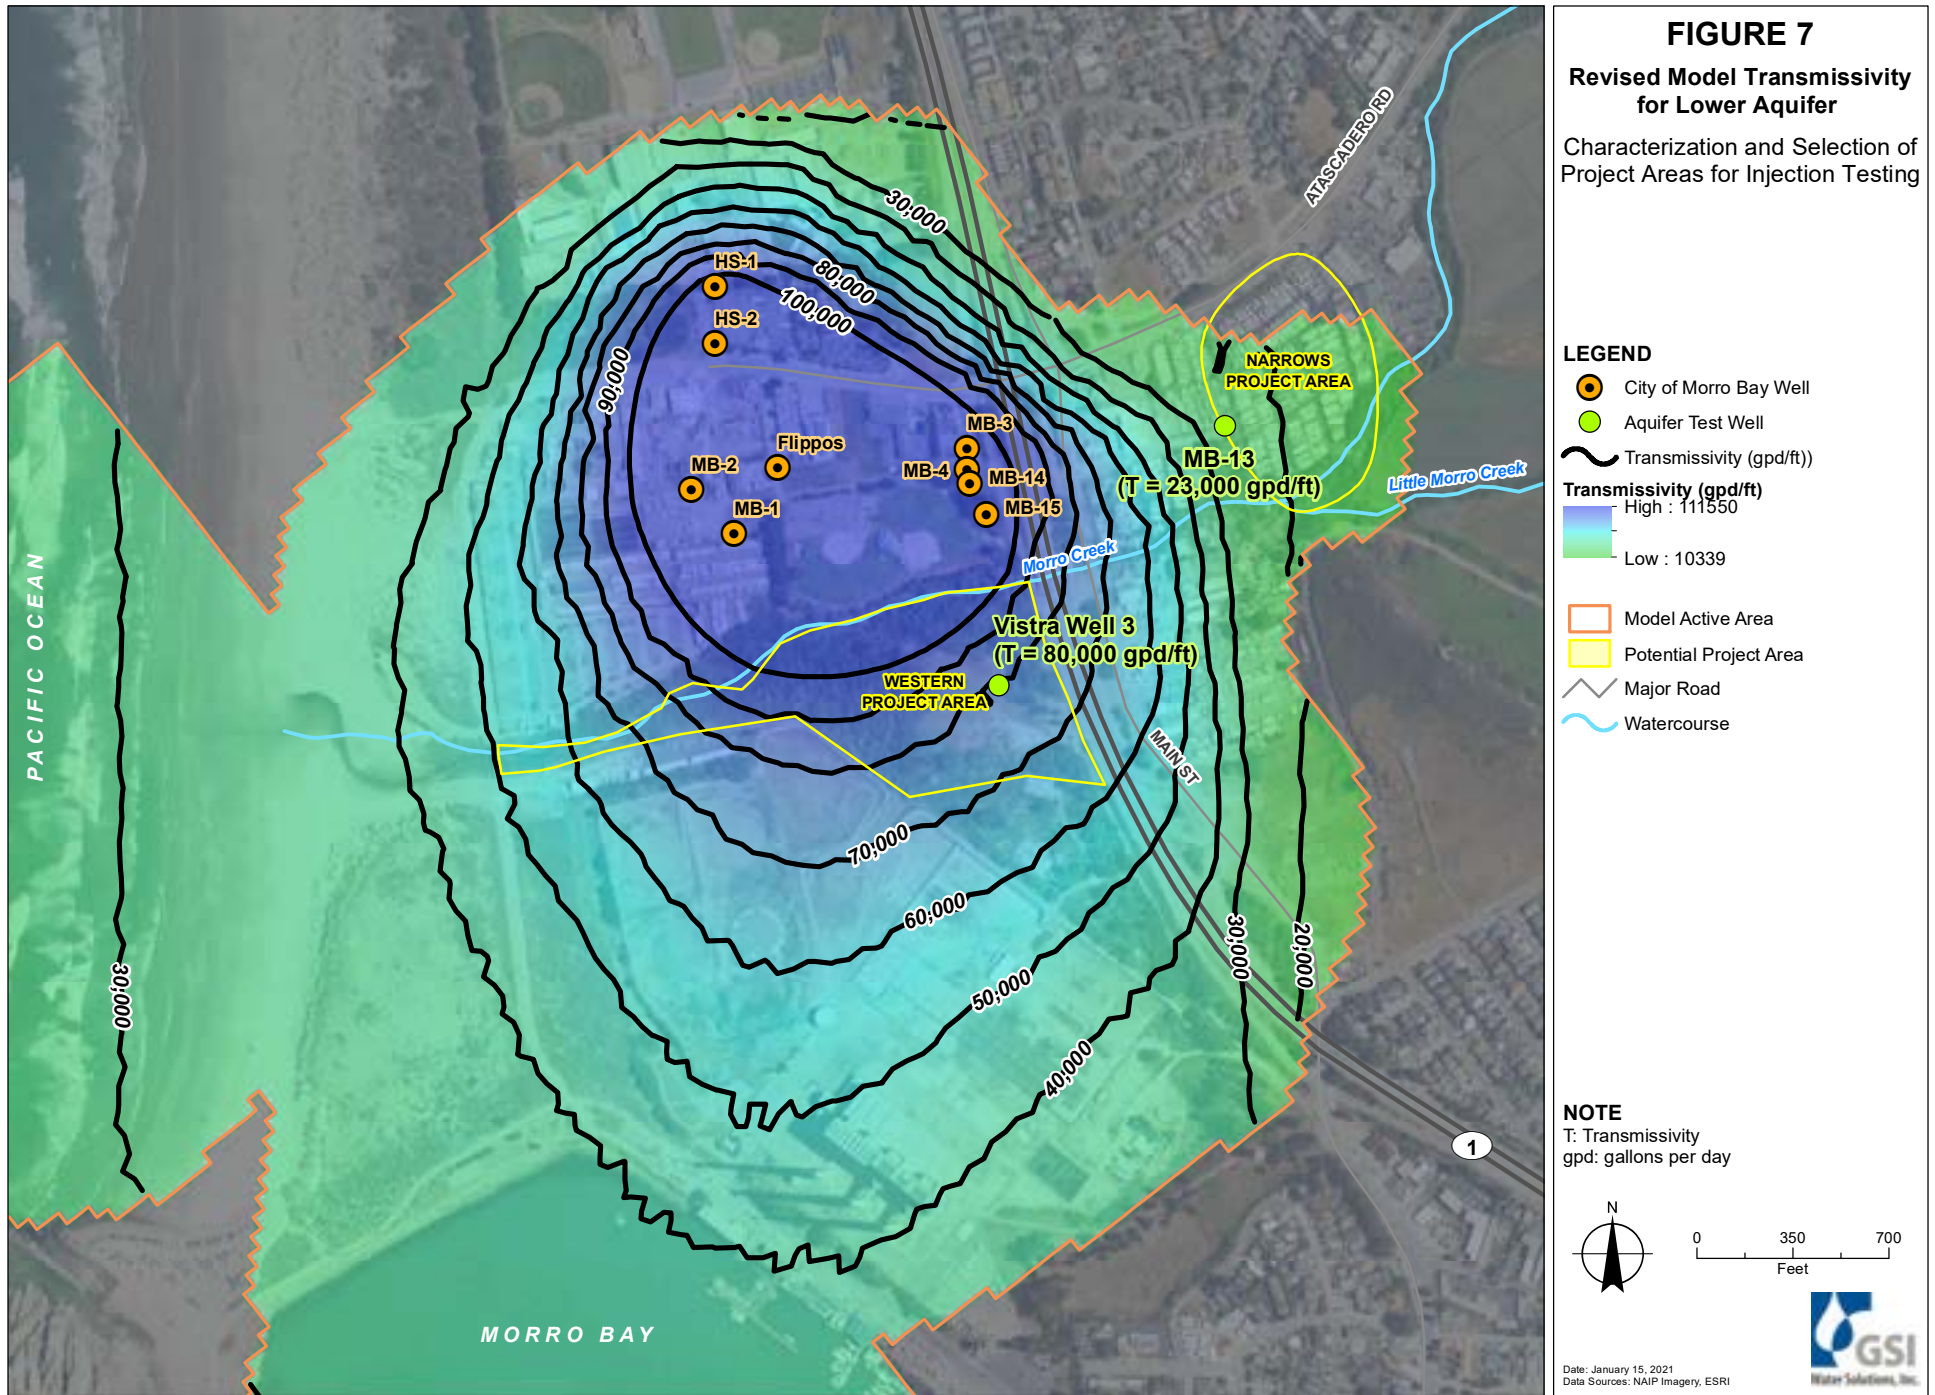 FIGURE 7
Revised Model Transmissivity
for Lower Aquifer
Characterization and Selection of
Project Areas for Injection Testing
LEGEND
City of Morro Bay Well
Aquifer Test Well
Transmissivity (gpd/ft))
Transmissivity (gpd/ft)
High : 111550
Low : 10339
Model Active Area
Potential Project Area
Major Road
Watercourse
NOTE
T: Transmissivity
gpd: gallons per day
N
0 350 700
Feet
Date: January 15, 2021
Data Sources: NAIP Imagery, ESRI
GSI
Water Solutions, Inc.
ATASCADERO RD
30,000
HS-1
80,000
100,000
HS-2
90,000
NARROWS
PROJECT AREA
MB-3
Flippos
MB-2
MB-4
MB-14
MB-13
(T = 23,000 gpd/ft)
Little Morro Creek
MB-1
MB-15
Morro Creek
PACIFIC OCEAN
Vistra Well 3
(T = 80,000 gpd/ft)
WESTERN
PROJECT AREA
MAIN ST
70,000
60,000
30,000
20,000
30,000
50,000
40,000
1
MORRO BAY